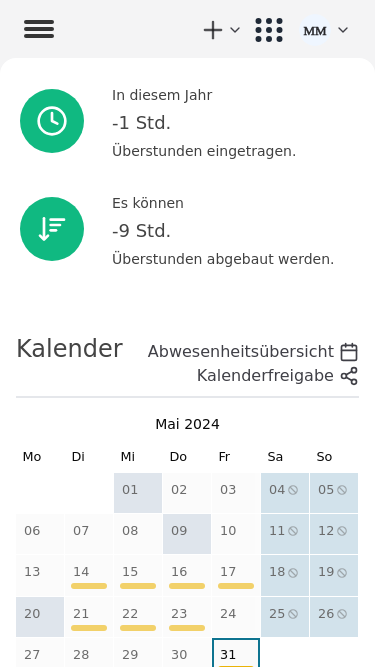 MM
In diesem Jahr
-1 Std.
Überstunden eingetragen.
Es können
-9 Std.
Überstunden abgebaut werden.
Kalender
Abwesenheitsübersicht
Kalenderfreigabe
Mai 2024
Mo Di Mi Do Fr Sa So
01 02 03 04 05
06 07 08 09 10 11 12
13 14 15 16 17 18 19
20 21 22 23 24 25 26
27 28 29 30 31